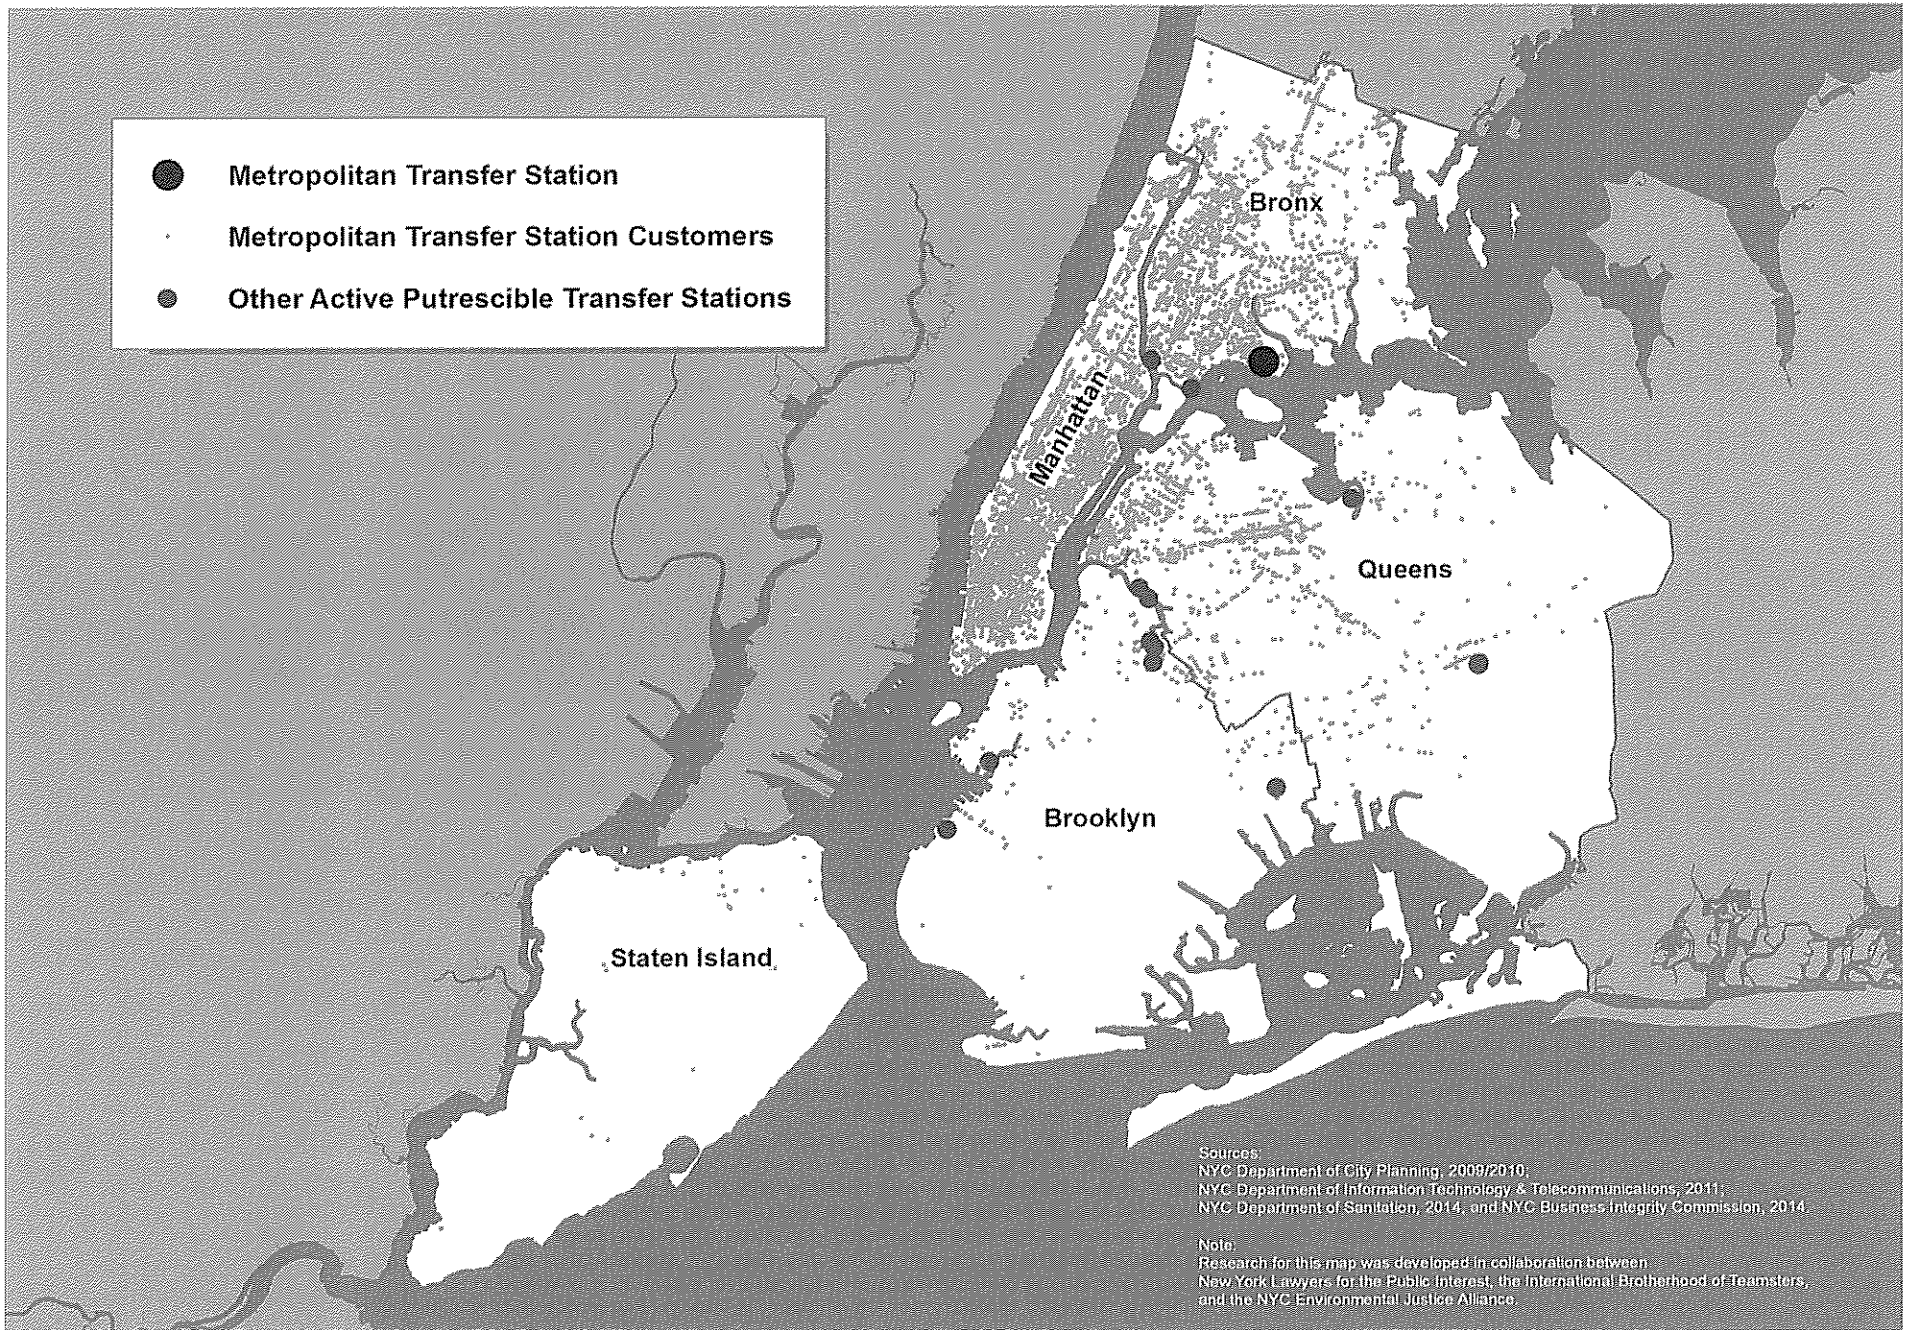 Metropolitan Transfer Station
Metropolitan Transfer Station Customers
Other Active Putrescible Transfer Stations
Bronx
Manhattan
Queens
Brooklyn
Staten Island
Sources:
NYC Department of City Planning, 2009/2010;
NYC Department of Information Technology & Telecommunications, 2011;
NYC Department of Sanitation, 2014; and NYC Business Integrity Commission, 2014.
Note:
Research for this map was developed in collaboration between
New York Lawyers for the Public Interest, the International Brotherhood of Teamsters,
and the NYC Environmental Justice Alliance.